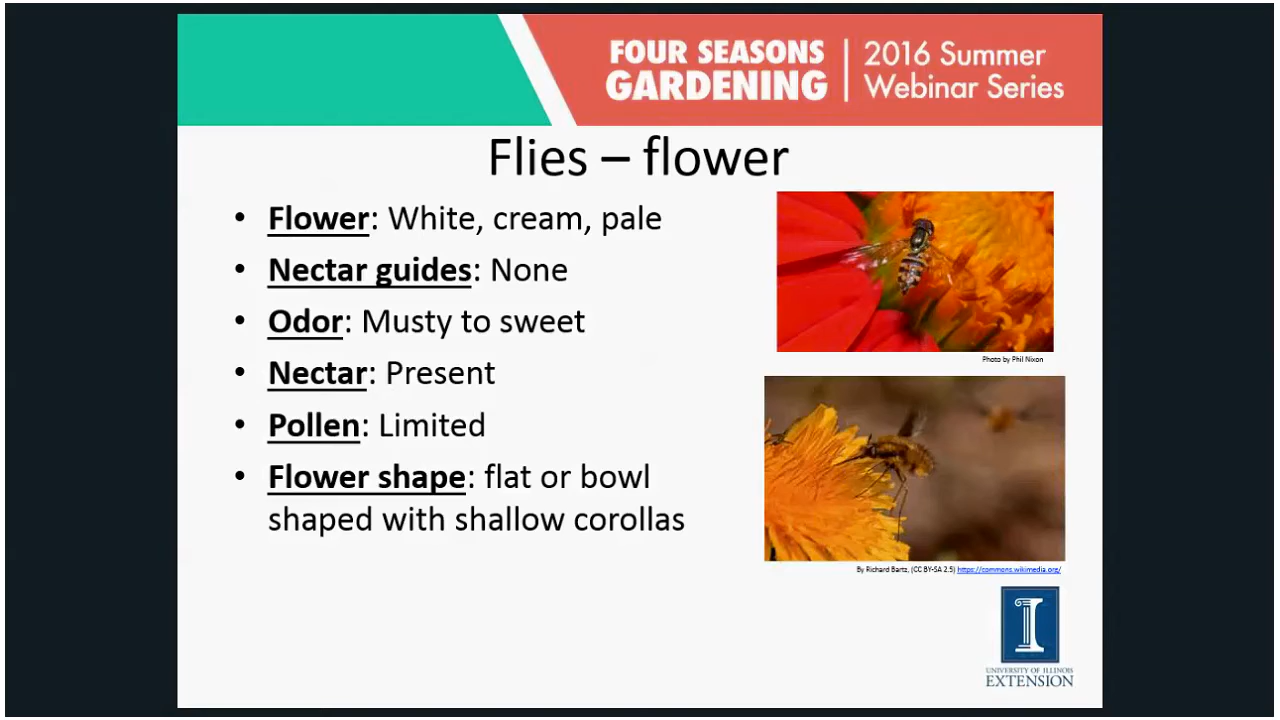 FOUR SEASONS
GARDENING
2016 Summer
Webinar Series
Flies – flower
• Flower: White, cream, pale
• Nectar guides: None
• Odor: Musty to sweet
• Nectar: Present
• Pollen: Limited
• Flower shape: flat or bowl
shaped with shallow corollas
Photo by Phil Nixon
By Richard Bartz, (CC BY-SA 2.5) https://commons.wikimedia.org/
I
UNIVERSITY OF ILLINOIS
EXTENSION